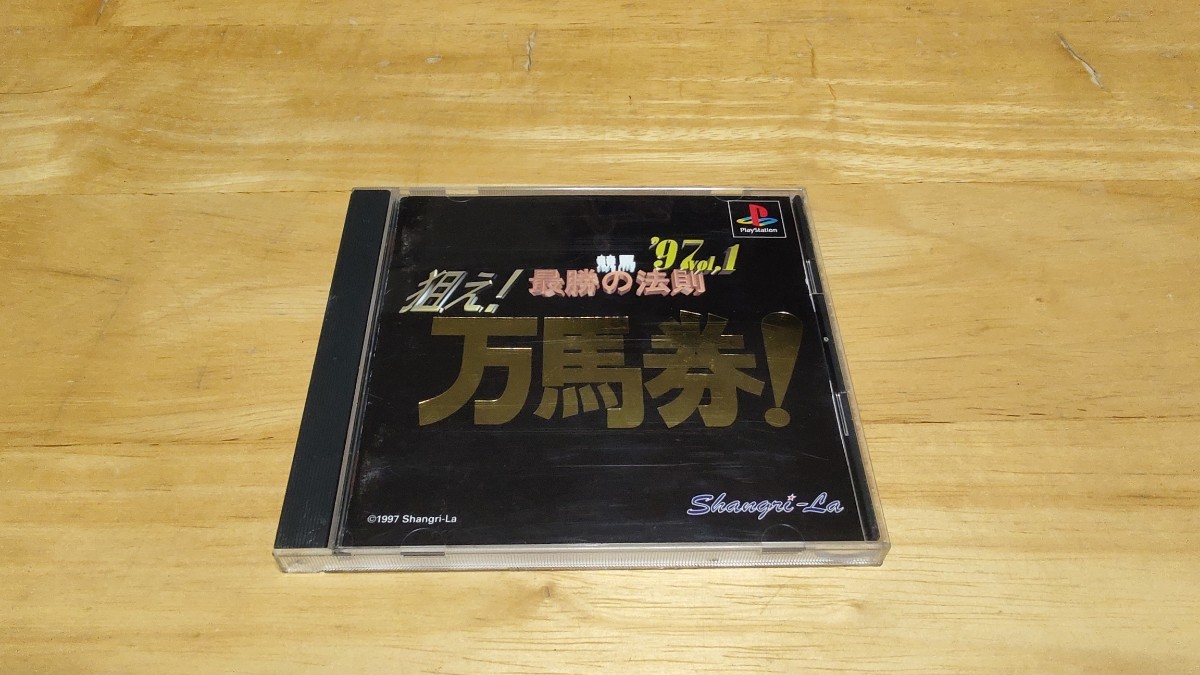 PlayStation
競馬 '97 vol,1
最勝の法則
狙え!
万馬券!
Shangri-La
©1997 Shangri-La